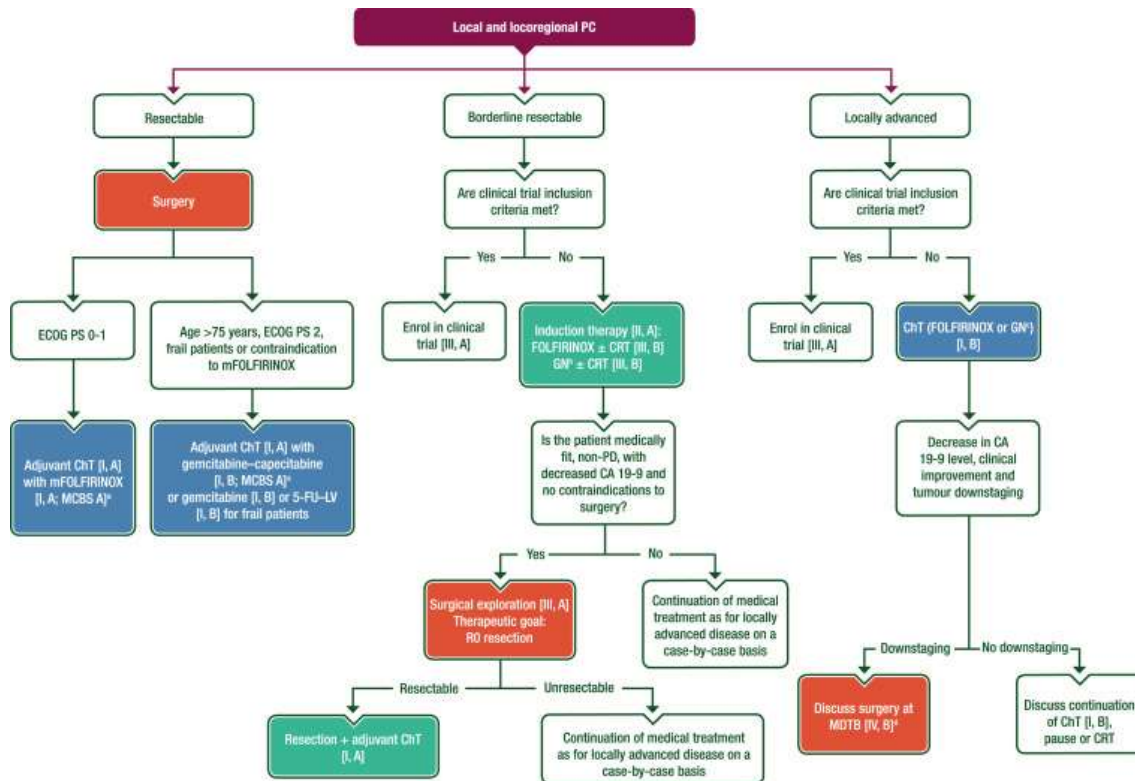 Local and locoregional PC
Resectable
Borderline resectable
Locally advanced
Surgery
Are clinical trial inclusion
criteria met?
Are clinical trial inclusion
criteria met?
Yes
No
Yes
No
ECOG PS 0-1
Age >75 years, ECOG PS 2,
frail patients or contraindication
to mFOLFIRINOX
Enrol in clinical
trial [III, A]
Induction therapy [II, A]:
FOLFIRINOX ± CRT [III, B]
GNᵇ ± CRT [III, B]
Enrol in clinical
trial [III, A]
ChT (FOLFIRINOX or GNᵇ)
[I, B]
Adjuvant ChT [I, A]
with mFOLFIRINOX
[I, A; MCBS A]ᵃ
Adjuvant ChT [I, A] with
gemcitabine–capecitabine
[I, B; MCBS A]ᵃ
or gemcitabine [I, B] or 5-FU–LV
[I, B] for frail patients
Is the patient medically
fit, non-PD, with
decreased CA 19-9 and
no contraindications to
surgery?
Decrease in CA
19-9 level, clinical
improvement and
tumour downstaging
Yes
No
Surgical exploration [III, A]
Therapeutic goal:
R0 resection
Continuation of medical
treatment as for locally
advanced disease on a
case-by-case basis
Downstaging
No downstaging
Resectable
Unresectable
Discuss surgery at
MDTB [IV, B]ᵈ
Discuss continuation
of ChT [I, B],
pause or CRT
Resection + adjuvant ChT
[I, A]
Continuation of medical treatment
as for locally advanced disease on a
case-by-case basis